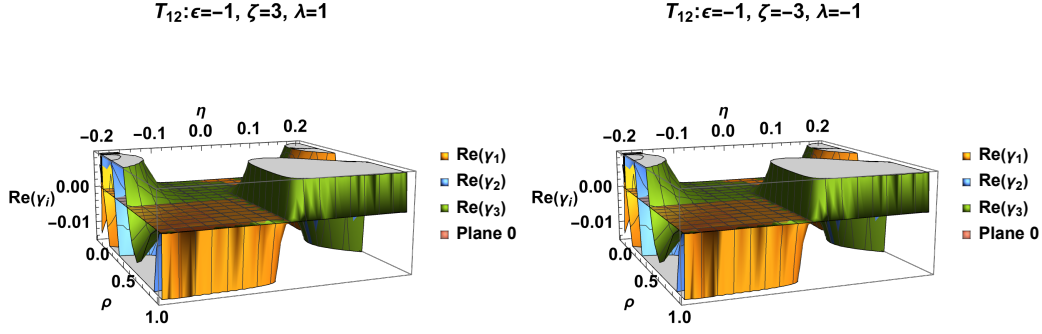 T12:ϵ=−1, ζ=3, λ=1
η
−0.2 −0.1 0.0 0.1 0.2
Re(γi)
0.00
−0.01
0.0
0.5
1.0
ρ
Re(γ1)
Re(γ2)
Re(γ3)
Plane 0
T12:ϵ=−1, ζ=−3, λ=−1
η
−0.2 −0.1 0.0 0.1 0.2
Re(γi)
0.00
−0.01
0.0
0.5
1.0
ρ
Re(γ1)
Re(γ2)
Re(γ3)
Plane 0